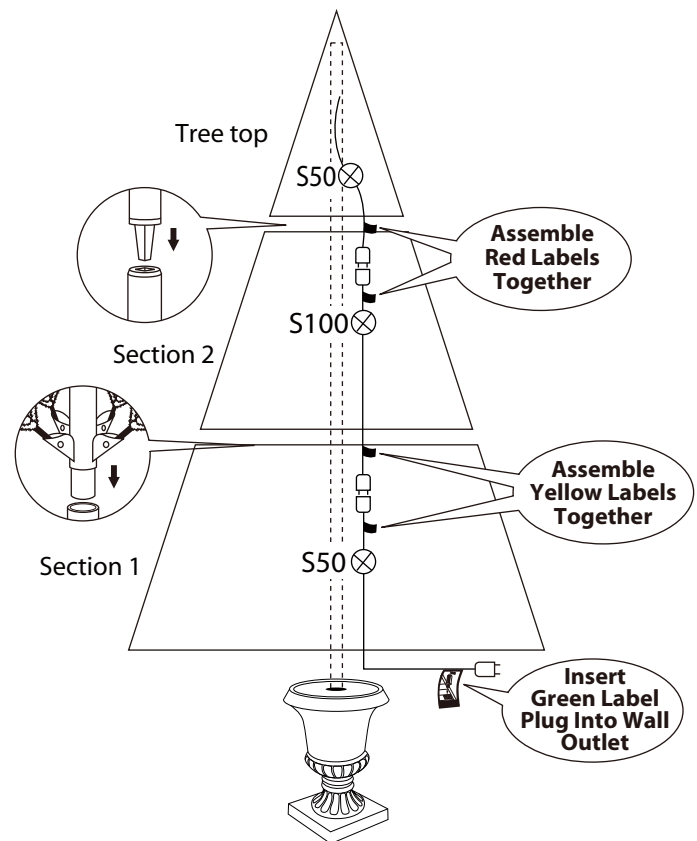 Tree top
S50
Assemble
Red Labels
Together
S100
Section 2
Assemble
Yellow Labels
Together
Section 1
S50
Insert
Green Label
Plug Into Wall
Outlet